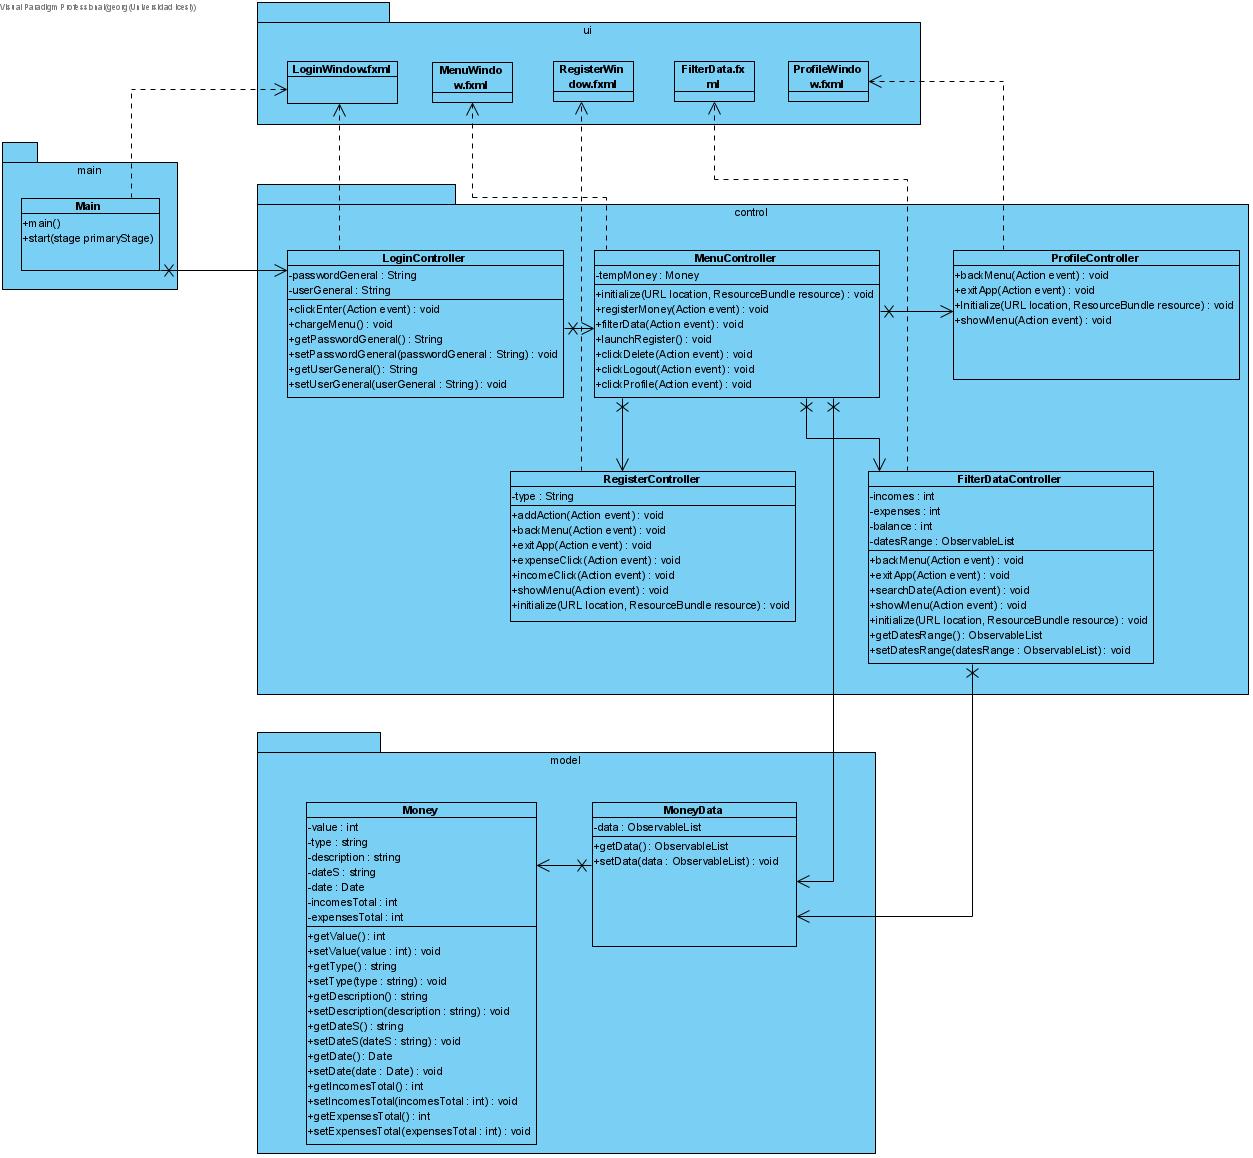 Visual Paradigm Professional(georg(Universidad Icesi))
ui
LoginWindow.fxml
MenuWindo
w.fxml
RegisterWin
dow.fxml
FilterData.fx
ml
ProfileWindo
w.fxml
main
Main
+main()
+start(stage primaryStage)
control
LoginController
-passwordGeneral : String
-userGeneral : String
+clickEnter(Action event) : void
+chargeMenu() : void
+getPasswordGeneral() : String
+setPasswordGeneral(passwordGeneral : String) : void
+getUserGeneral() : String
+setUserGeneral(userGeneral : String) : void
MenuController
-tempMoney : Money
+initialize(URL location, ResourceBundle resource) : void
+registerMoney(Action event) : void
+filterData(Action event) : void
+launchRegister() : void
+clickDelete(Action event) : void
+clickLogout(Action event) : void
+clickProfile(Action event) : void
ProfileController
+backMenu(Action event) : void
+exitApp(Action event) : void
+Initialize(URL location, ResourceBundle resource) : void
+showMenu(Action event) : void
RegisterController
-type : String
+addAction(Action event) : void
+backMenu(Action event) : void
+exitApp(Action event) : void
+expenseClick(Action event) : void
+incomeClick(Action event) : void
+showMenu(Action event) : void
+initialize(URL location, ResourceBundle resource) : void
FilterDataController
-incomes : int
-expenses : int
-balance : int
-datesRange : ObservableList
+backMenu(Action event) : void
+exitApp(Action event) : void
+searchDate(Action event) : void
+showMenu(Action event) : void
+initialize(URL location, ResourceBundle resource) : void
+getDatesRange() : ObservableList
+setDatesRange(datesRange : ObservableList) : void
model
Money
-value : int
-type : string
-description : string
-dateS : string
-date : Date
-incomesTotal : int
-expensesTotal : int
+getValue() : int
+setValue(value : int) : void
+getType() : string
+setType(type : string) : void
+getDescription() : string
+setDescription(description : string) : void
+getDateS() : string
+setDateS(dateS : string) : void
+getDate() : Date
+setDate(date : Date) : void
+getIncomesTotal() : int
+setIncomesTotal(incomesTotal : int) : void
+getExpensesTotal() : int
+setExpensesTotal(expensesTotal : int) : void
MoneyData
-data : ObservableList
+getData() : ObservableList
+setData(data : ObservableList) : void